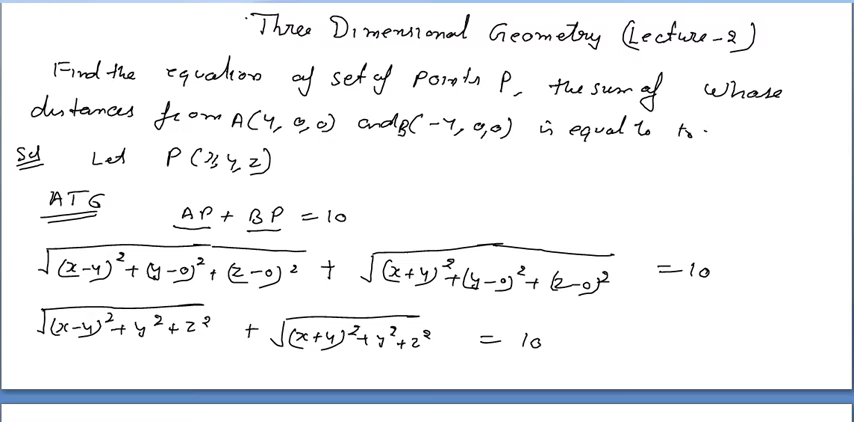 Three Dimensional Geometry (Lecture-2)
Find the equation of set of points P, the sum of whose
distances from A(4, 0, 0) and B(-4, 0, 0) is equal to 10.
Sol Let P(x, y, z)
ATG
AP + BP = 10
√(x-4)²+(y-0)²+(z-0)² + √(x+4)²+(y-0)²+(z-0)² = 10
√(x-4)²+y²+z² + √(x+4)²+y²+z² = 10